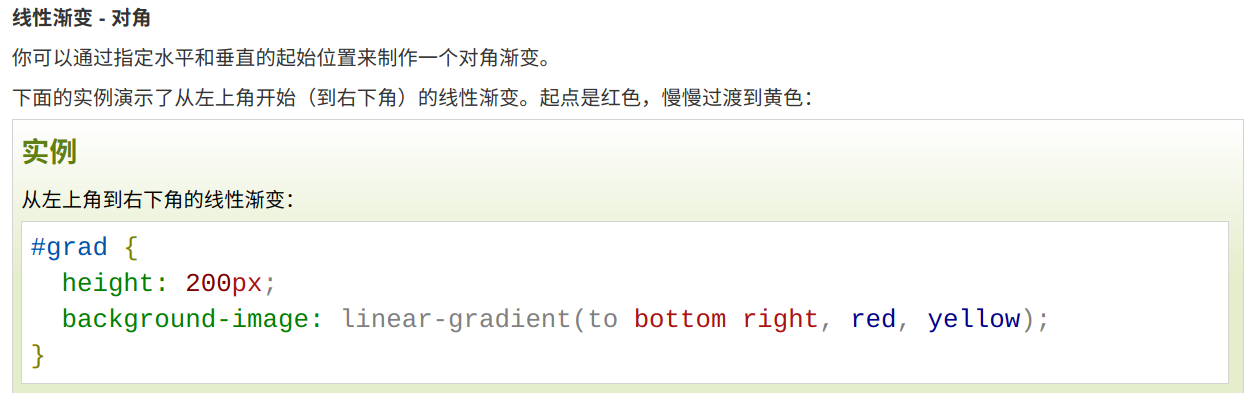 线性渐变 - 对角
你可以通过指定水平和垂直的起始位置来制作一个对角渐变。
下面的实例演示了从左上角开始（到右下角）的线性渐变。起点是红色，慢慢过渡到黄色：
实例
从左上角到右下角的线性渐变：
#grad {
  height: 200px;
  background-image: linear-gradient(to bottom right, red, yellow);
}